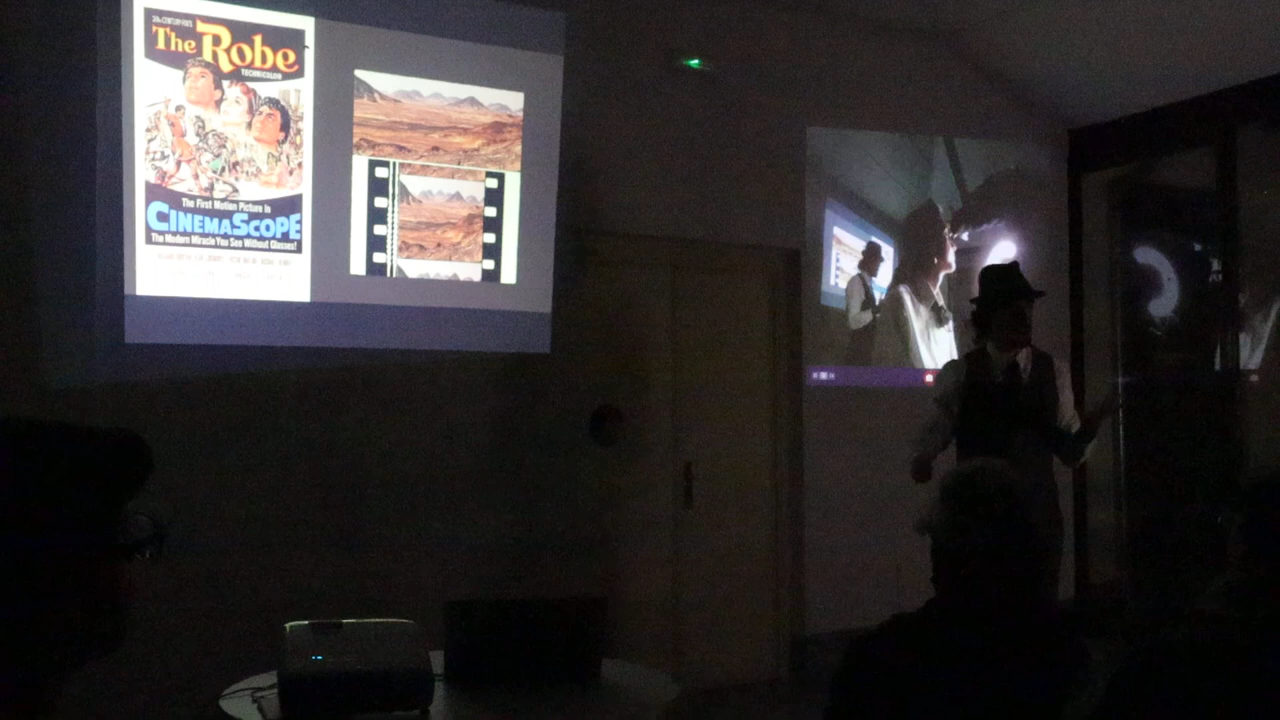 20th CENTURY-FOX'S
The Robe
TECHNICOLOR
The First Motion Picture in
CINEMASCOPE
The Modern Miracle You See Without Glasses!